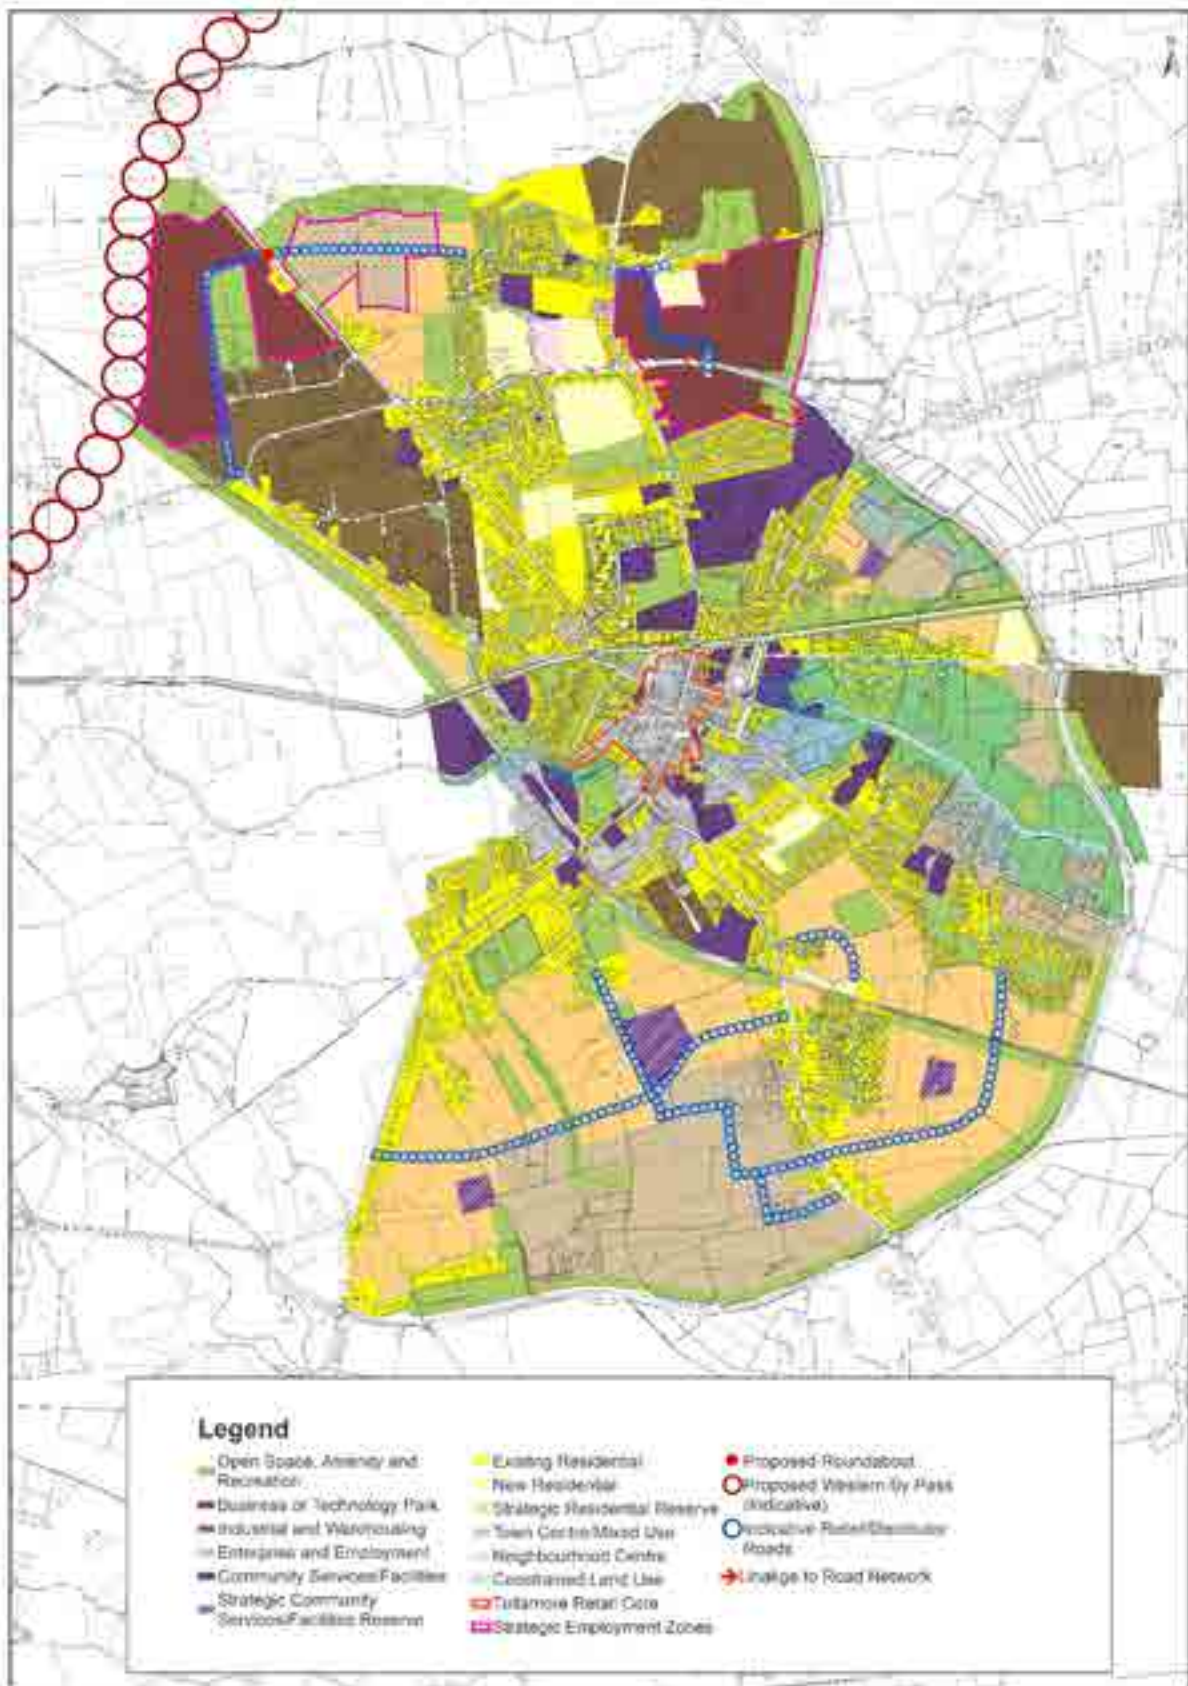 Legend
Open Space, Amenity and
Recreation
Business or Technology Park
Industrial and Warehousing
Enterprise and Employment
Community Services/Facilities
Strategic Community
Services/Facilities Reserve
Existing Residential
New Residential
Strategic Residential Reserve
Town Centre/Mixed Use
Neighbourhood Centre
Constrained Land Use
Tullamore Retail Core
Strategic Employment Zones
Proposed Roundabout
Proposed Western By Pass
(Indicative)
Indicative Relief/Distributor
Roads
Linakge to Road Network